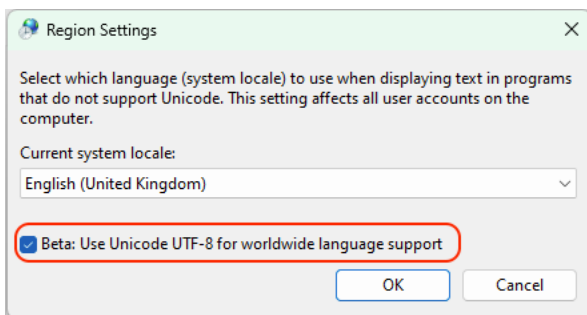 Region Settings
Select which language (system locale) to use when displaying text in programs
that do not support Unicode. This setting affects all user accounts on the
computer.
Current system locale:
English (United Kingdom)
Beta: Use Unicode UTF-8 for worldwide language support
OK Cancel